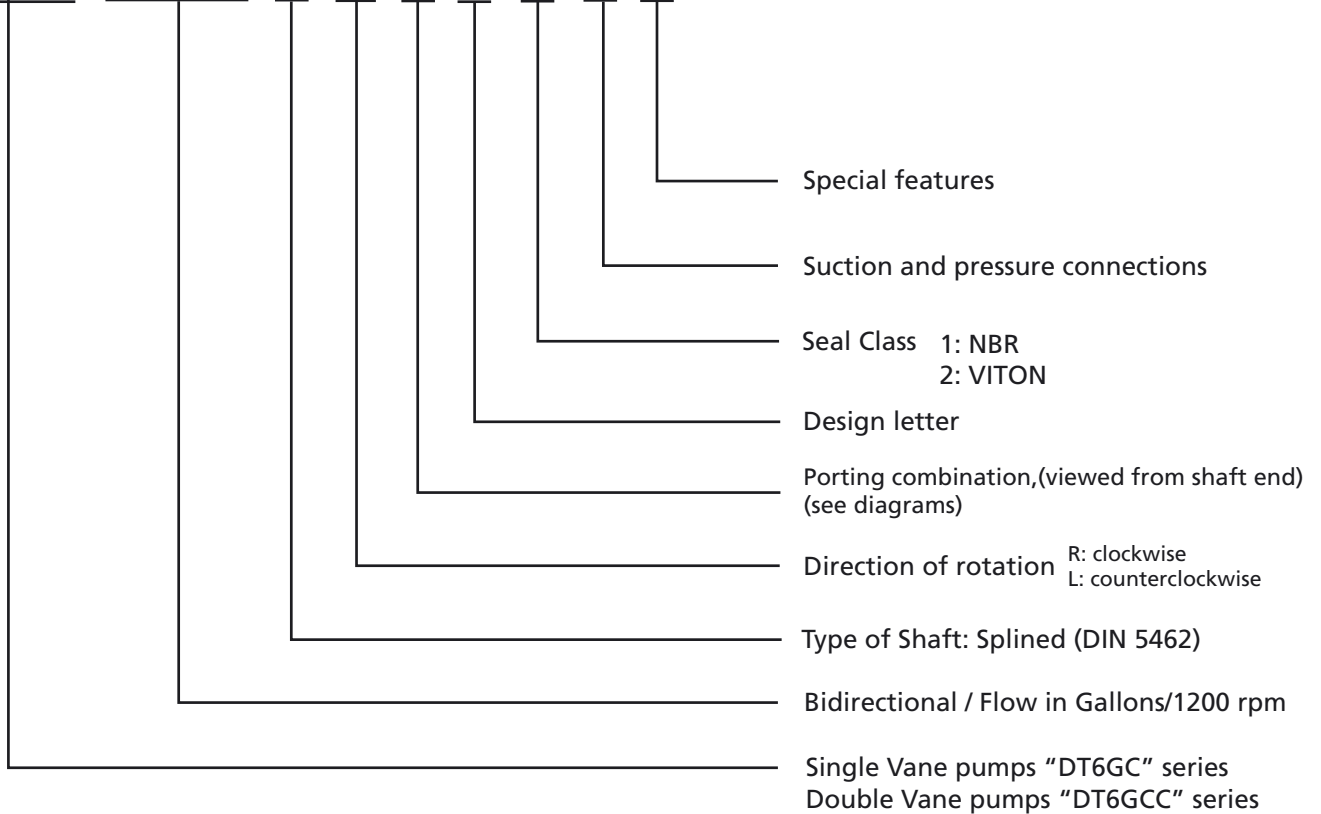 Special features
Suction and pressure connections
Seal Class 1: NBR
2: VITON
Design letter
Porting combination,(viewed from shaft end)
(see diagrams)
Direction of rotation R: clockwise
L: counterclockwise
Type of Shaft: Splined (DIN 5462)
Bidirectional / Flow in Gallons/1200 rpm
Single Vane pumps “DT6GC” series
Double Vane pumps “DT6GCC” series